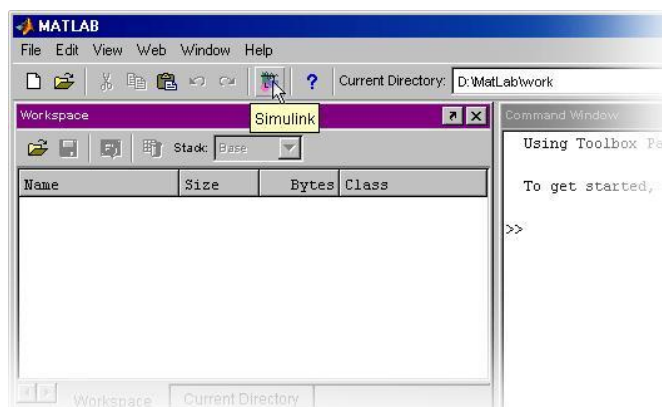 MATLAB
File Edit View Web Window Help
? Current Directory: D:\MatLab\work
Workspace
Simulink
Command Window
Stack: Base
Using Toolbox Pa
Name Size Bytes Class
To get started,
>>
Workspace Current Directory